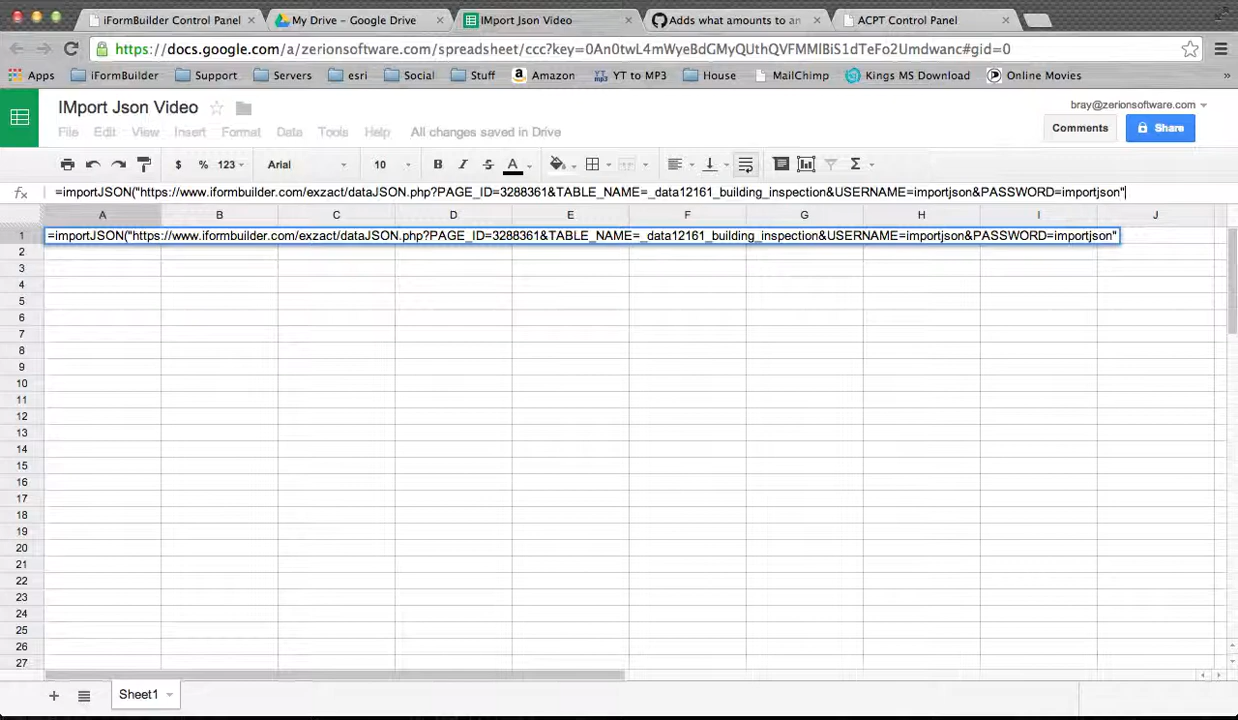 iFormBuilder Control Panel × My Drive – Google Drive × IMport Json Video × Adds what amounts to an × ACPT Control Panel ×
https://docs.google.com/a/zerionsoftware.com/spreadsheet/ccc?key=0An0twL4mWyeBdGMyQUthQVFMMlBiS1dTeFo2Umdwanc#gid=0
Apps iFormBuilder Support Servers esri Social Stuff Amazon YT to MP3 House MailChimp Kings MS Download Online Movies »
IMport Json Video
bray@zerionsoftware.com
File Edit View Insert Format Data Tools Help All changes saved in Drive
Comments Share
$ % 123 Arial 10 B I S A Σ
fx =importJSON("https://www.iformbuilder.com/exzact/dataJSON.php?PAGE_ID=3288361&TABLE_NAME=_data12161_building_inspection&USERNAME=importjson&PASSWORD=importjson"
A B C D E F G H I J
1 =importJSON("https://www.iformbuilder.com/exzact/dataJSON.php?PAGE_ID=3288361&TABLE_NAME=_data12161_building_inspection&USERNAME=importjson&PASSWORD=importjson"
2
3
4
5
6
7
8
9
10
11
12
13
14
15
16
17
18
19
20
21
22
23
24
25
26
27
+ Sheet1